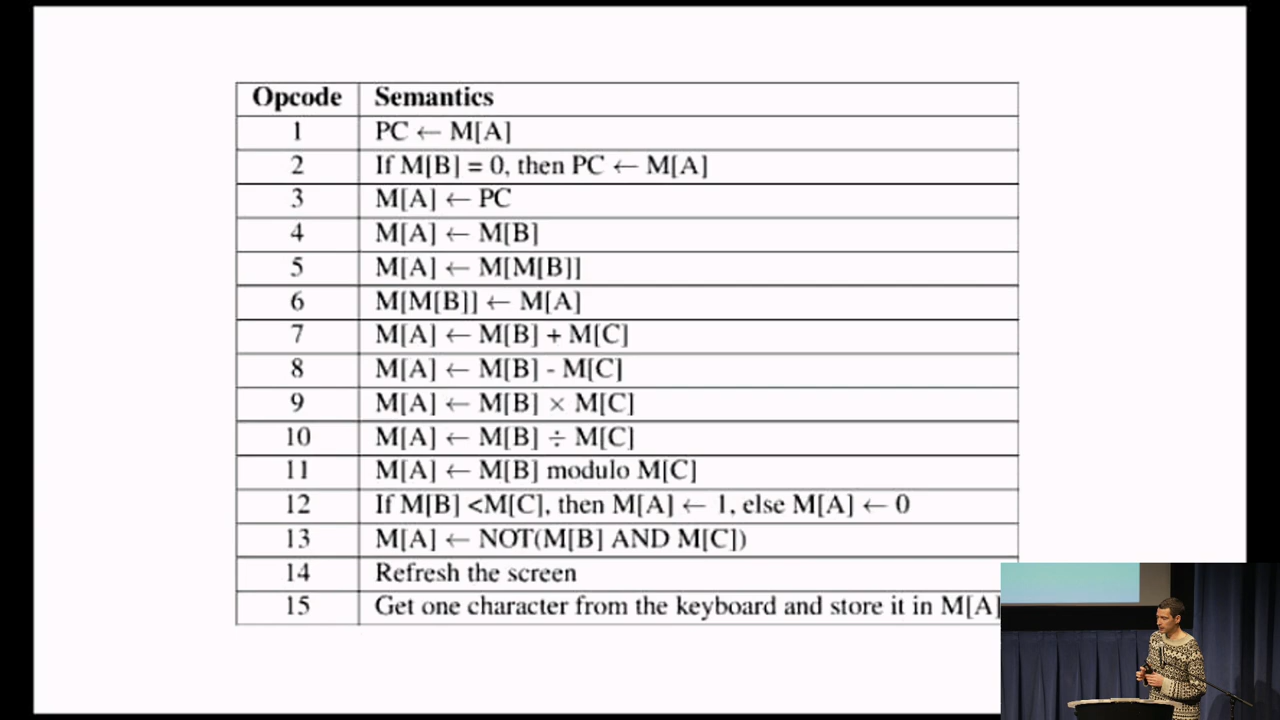 Opcode Semantics
1 PC ← M[A]
2 If M[B] = 0, then PC ← M[A]
3 M[A] ← PC
4 M[A] ← M[B]
5 M[A] ← M[M[B]]
6 M[M[B]] ← M[A]
7 M[A] ← M[B] + M[C]
8 M[A] ← M[B] - M[C]
9 M[A] ← M[B] × M[C]
10 M[A] ← M[B] ÷ M[C]
11 M[A] ← M[B] modulo M[C]
12 If M[B] <M[C], then M[A] ← 1, else M[A] ← 0
13 M[A] ← NOT(M[B] AND M[C])
14 Refresh the screen
15 Get one character from the keyboard and store it in M[A]